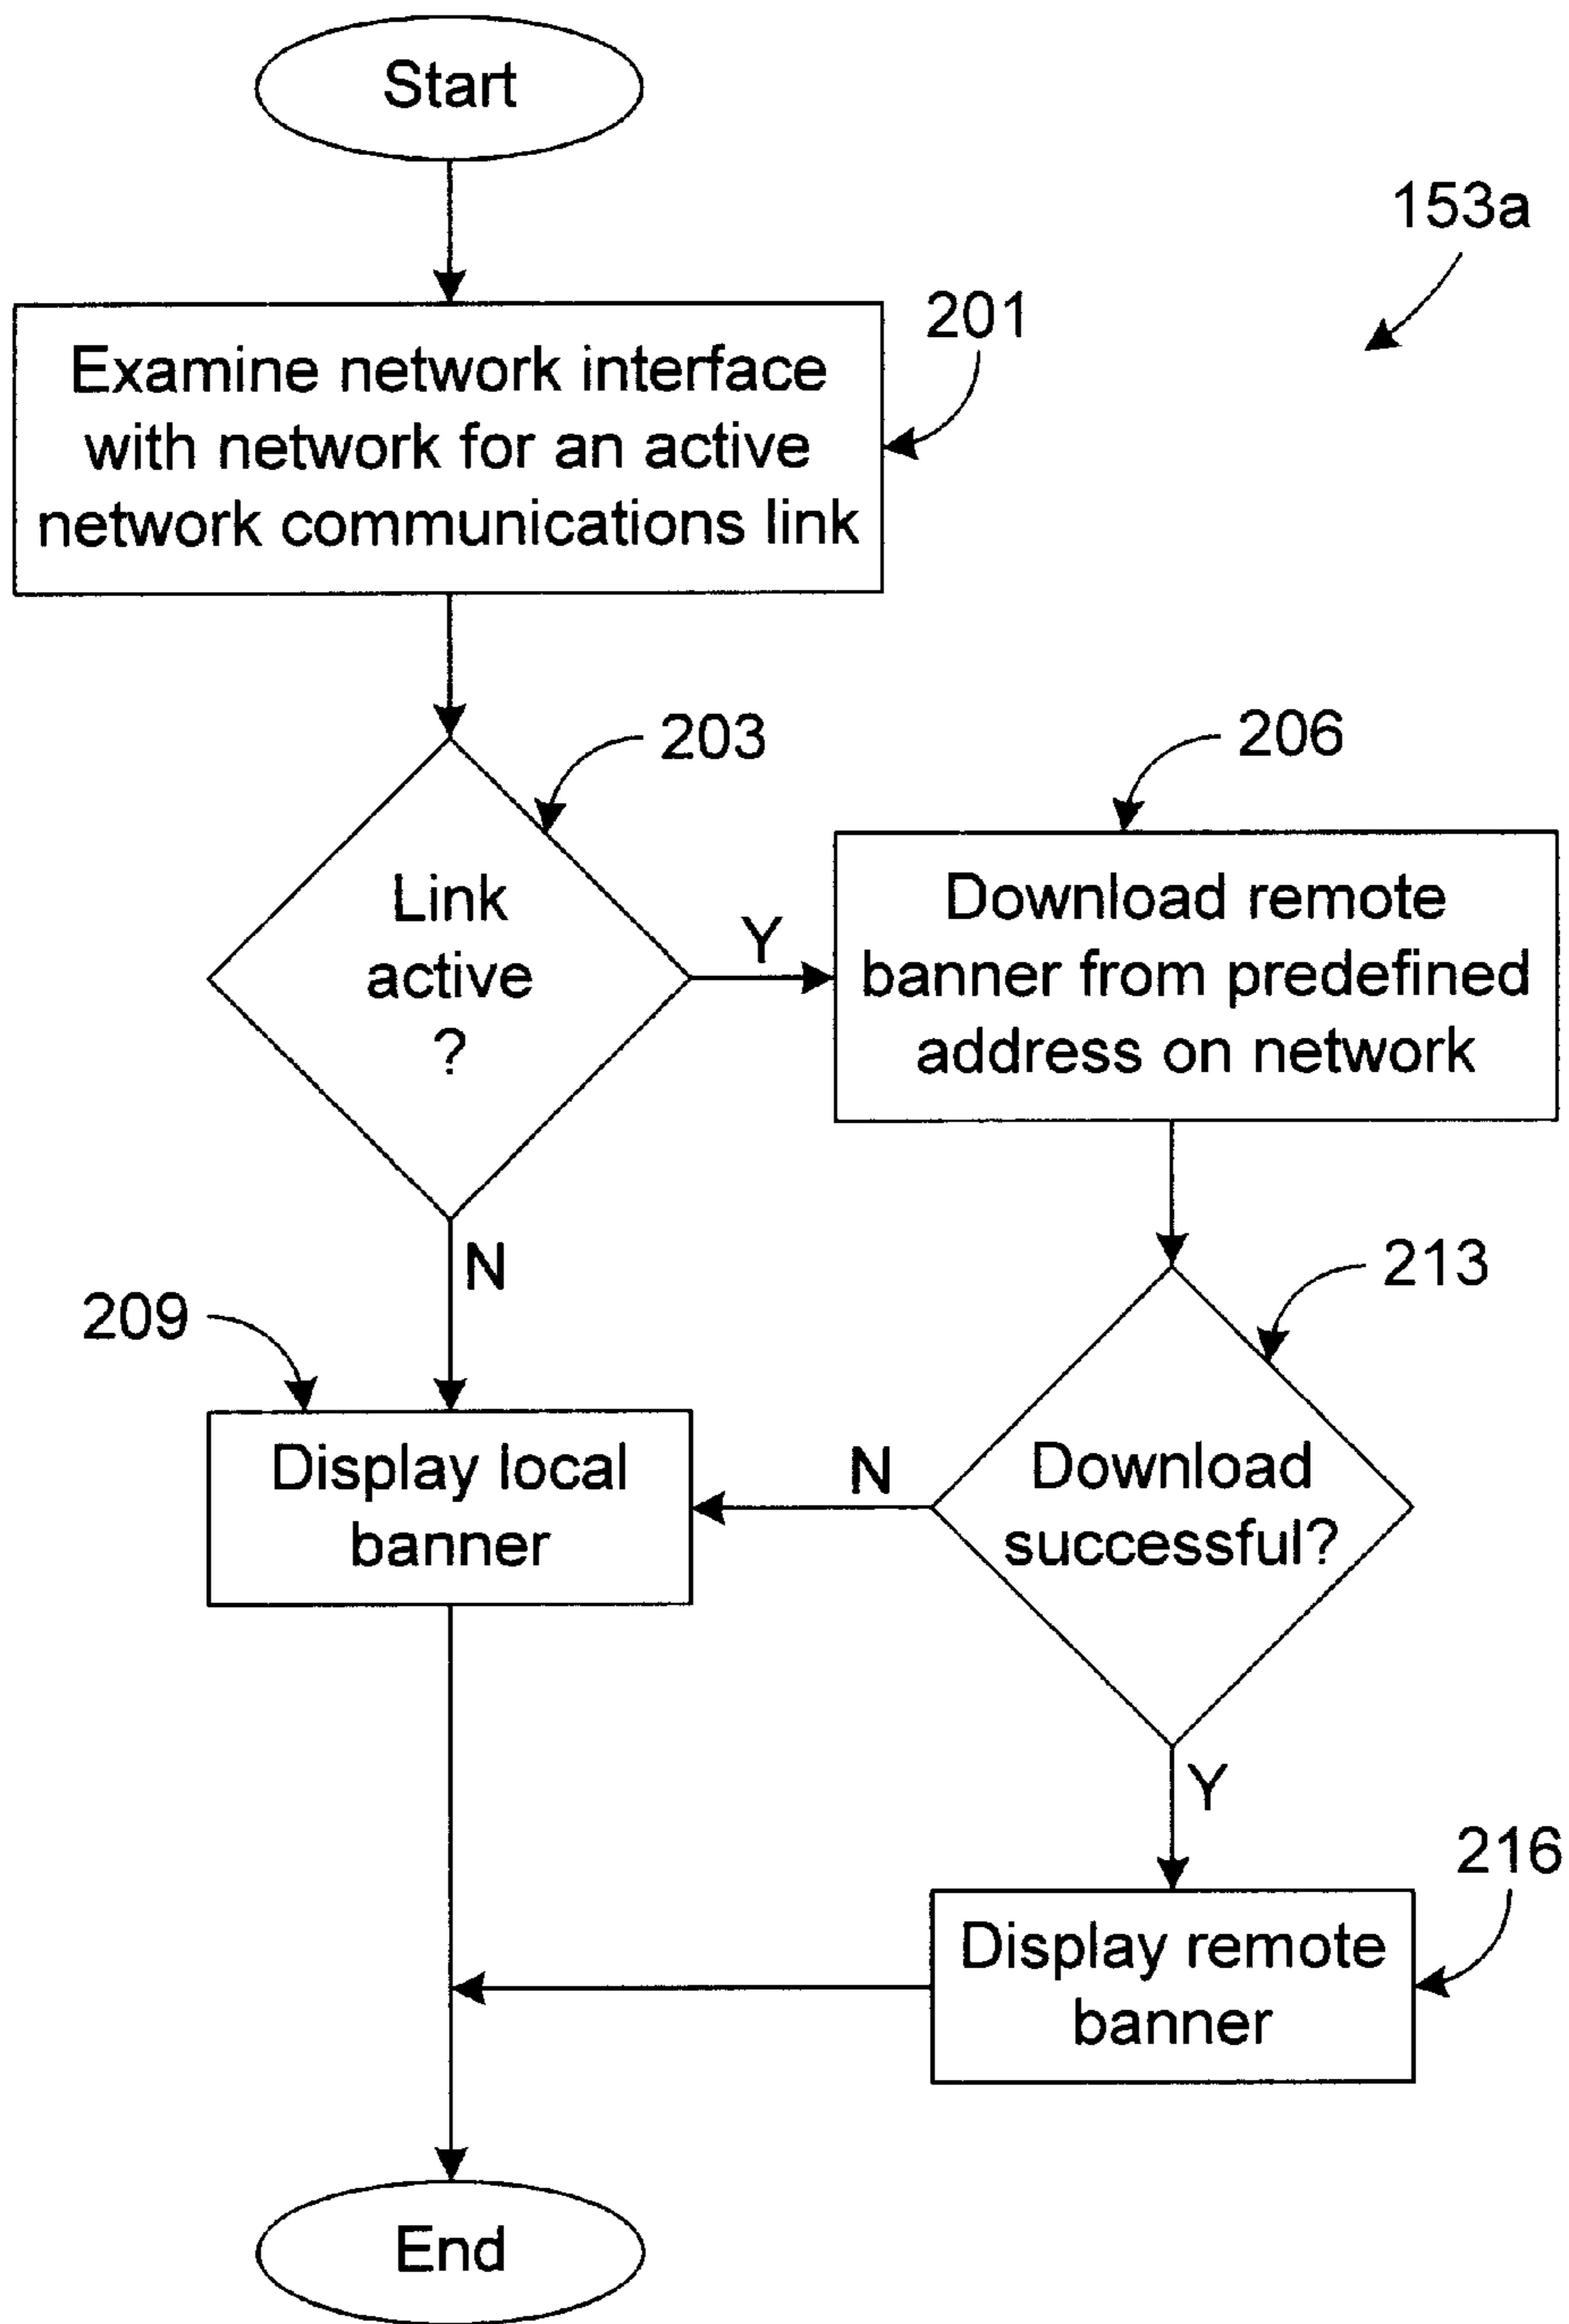 Start
153a
201
Examine network interface
with network for an active
network communications link
203
206
Link
active
?
Y
Download remote
banner from predefined
address on network
N
213
209
Display local
banner
N
Download
successful?
Y
216
Display remote
banner
End